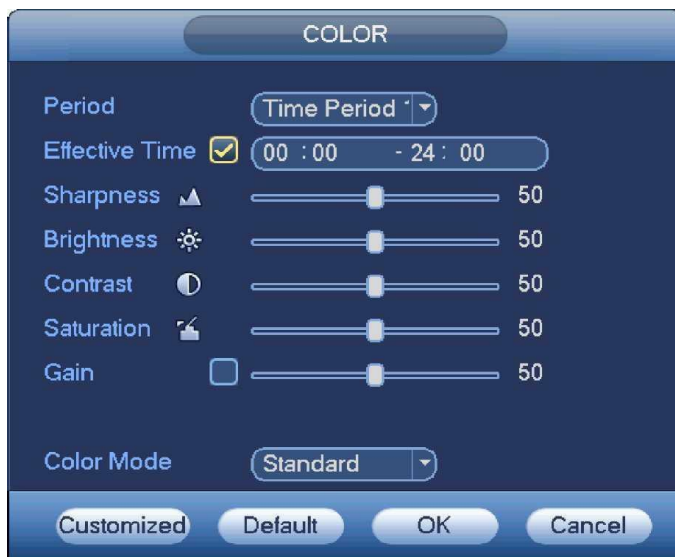 COLOR
Period Time Period
Effective Time 00 :00 - 24 : 00
Sharpness 50
Brightness 50
Contrast 50
Saturation 50
Gain 50
Color Mode Standard
Customized Default OK Cancel